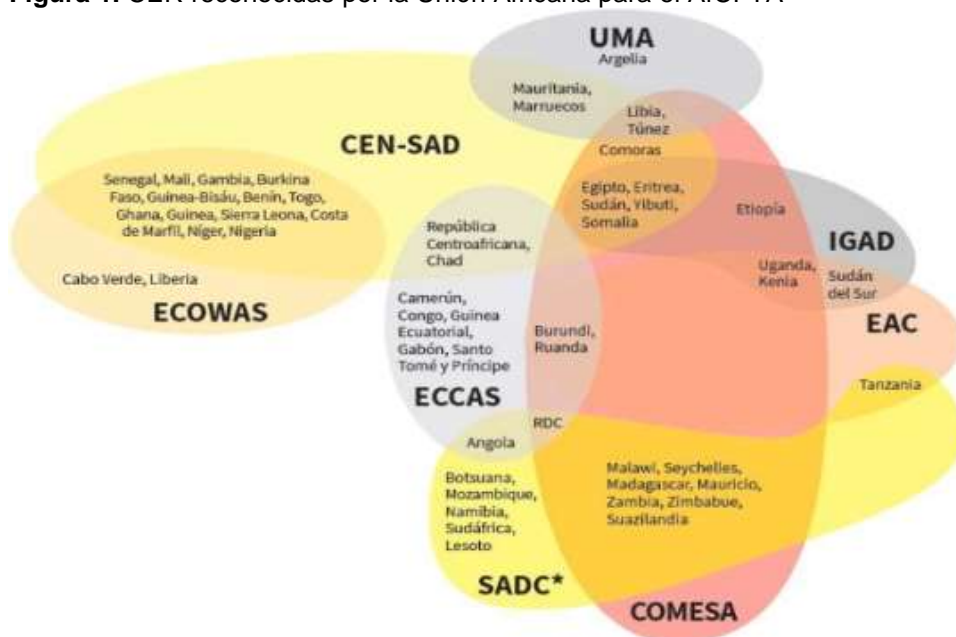 Figura 1. CER reconocidas por la Unión Africana para el AfCFTA
UMA
Argelia
Mauritania,
Marruecos
Libia,
Túnez
CEN-SAD
Comoras
Senegal, Mali, Gambia, Burkina
Faso, Guinea-Bisáu, Benín, Togo,
Ghana, Guinea, Sierra Leona, Costa
de Marfil, Níger, Nigeria
Egipto, Eritrea,
Sudán, Yibuti,
Somalia
Etiopía
República
Centroafricana,
Chad
IGAD
Cabo Verde, Liberia
ECOWAS
Uganda,
Kenia
Sudán
del Sur
EAC
Camerún,
Congo, Guinea
Ecuatorial,
Gabón, Santo
Tomé y Príncipe
Burundi,
Ruanda
ECCAS
Tanzania
RDC
Angola
Botsuana,
Mozambique,
Namibia,
Sudáfrica,
Lesoto
Malawi, Seychelles,
Madagascar, Mauricio,
Zambia, Zimbabue,
Suazilandia
SADC*
COMESA